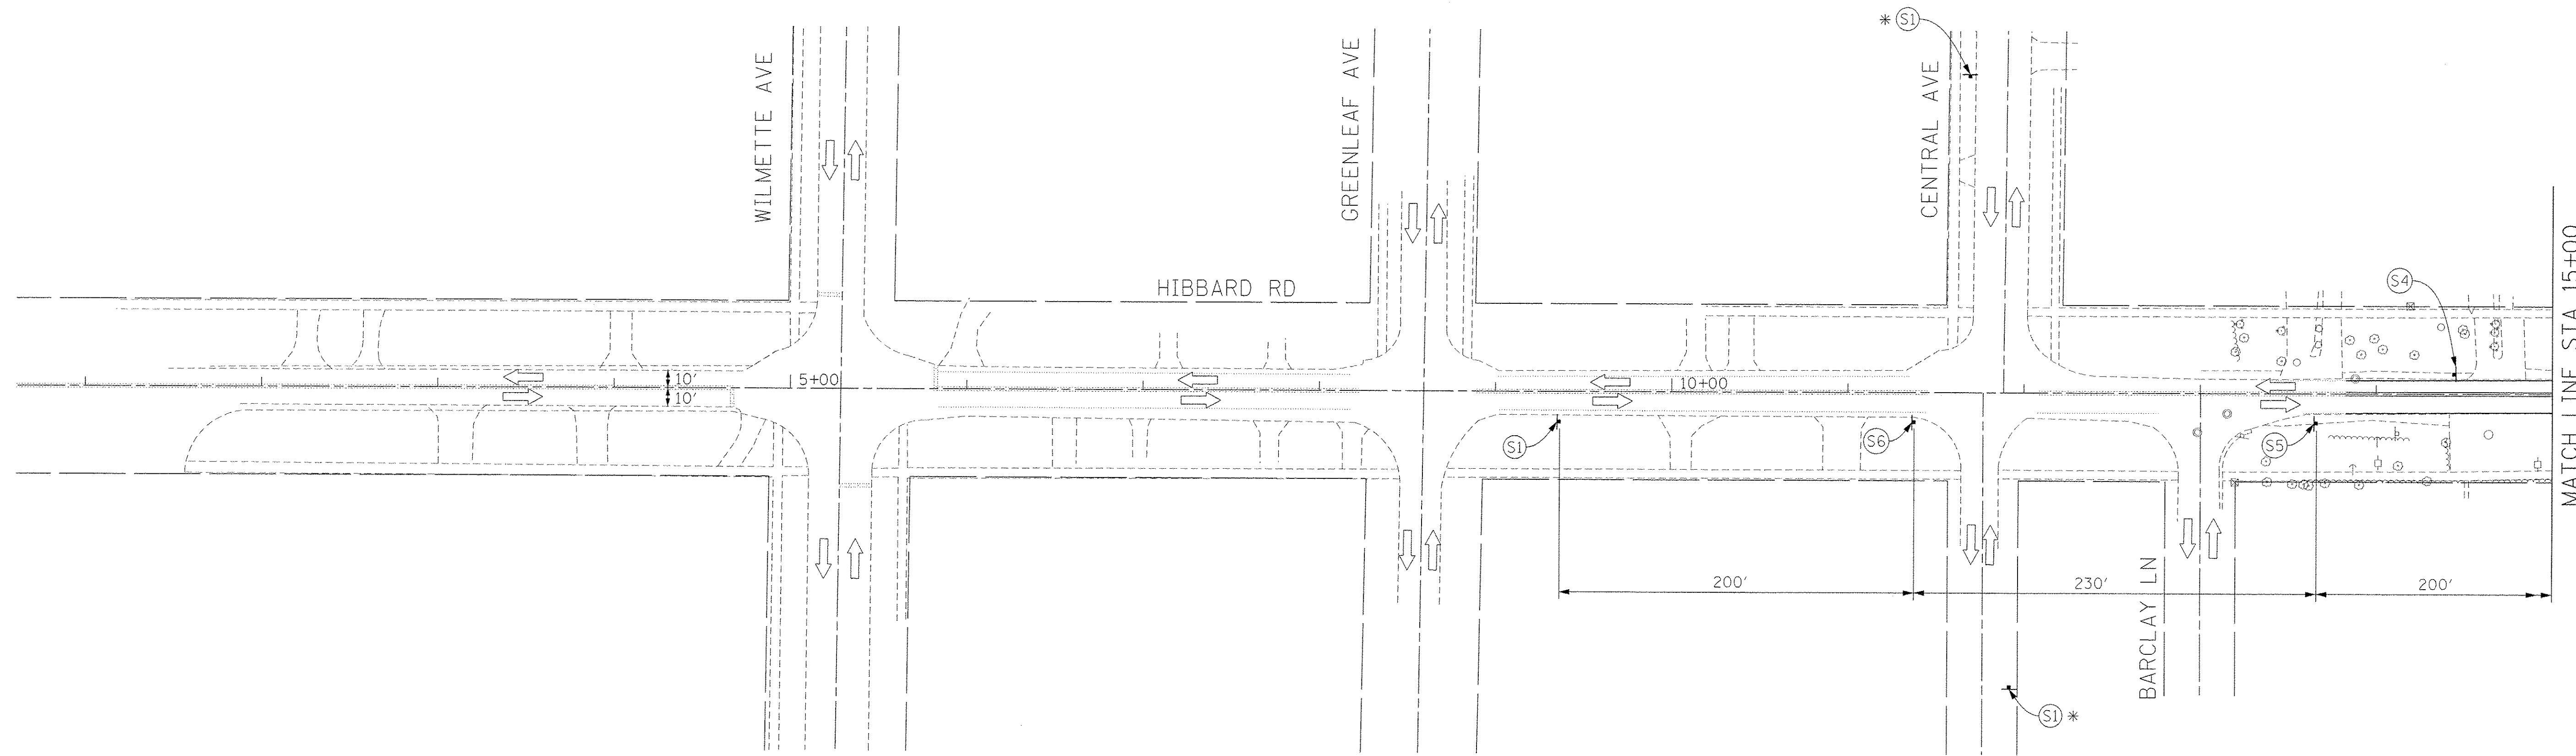 * S1
WILMETTE AVE
GREENLEAF AVE
CENTRAL AVE
HIBBARD RD
S4
MATCH LINE STA 15+00
10'
10'
5+00
10+00
S1
S6
S5
200'
230'
200'
BARCLAY LN
S1 *